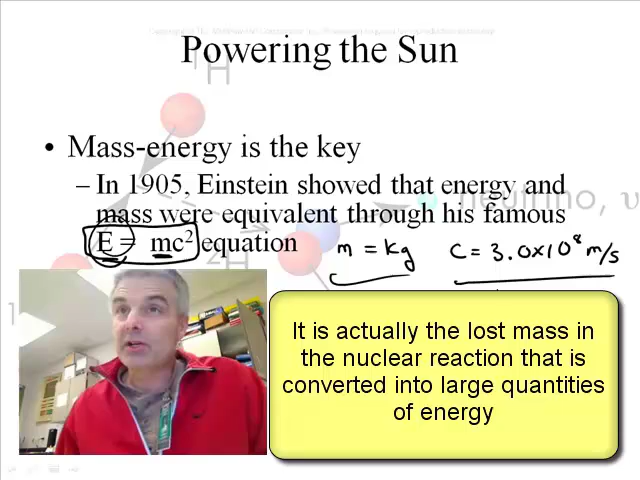 Powering the Sun
H
• Mass-energy is the key
– In 1905, Einstein showed that energy and
mass were equivalent through his famous
E = mc² equation
m = kg
c = 3.0x10⁸ m/s
neutrino, ν
H
It is actually the lost mass in
the nuclear reaction that is
converted into large quantities
of energy